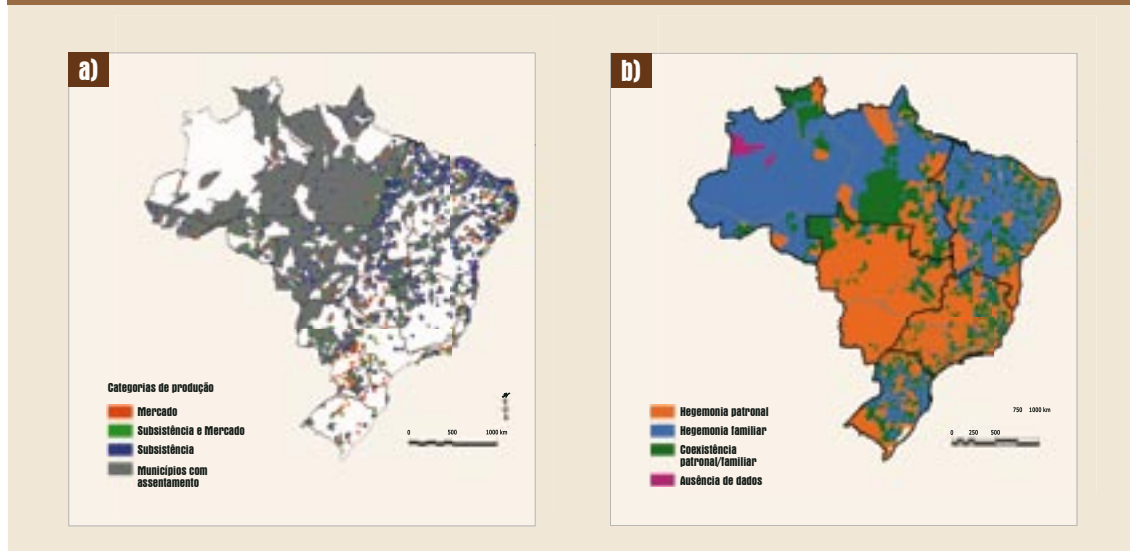 a)
Categorias de produção
Mercado
Subsistência e Mercado
Subsistência
Municípios com
assentamento
N
0 500 1000 km
b)
Hegemonia patronal
Hegemonia familiar
Coexistência
patronal/familiar
Ausência de dados
750 1000 km
0 250 500